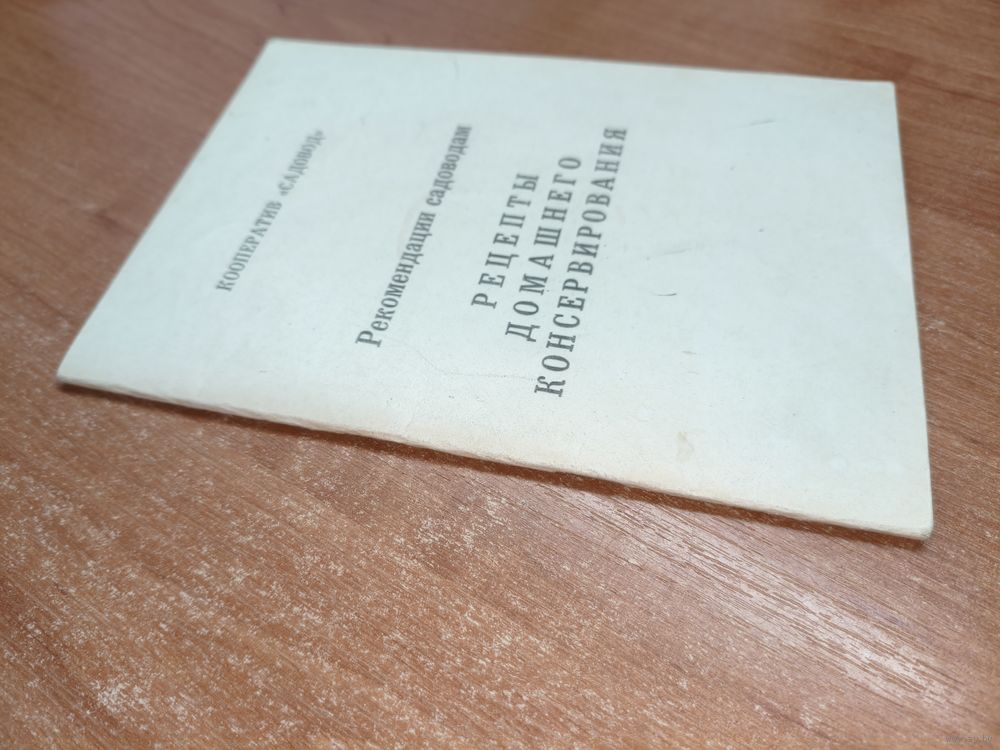 КООПЕРАТИВ «САДОВОД»
Рекомендации садоводам
РЕЦЕПТЫ
ДОМАШНЕГО
КОНСЕРВИРОВАНИЯ